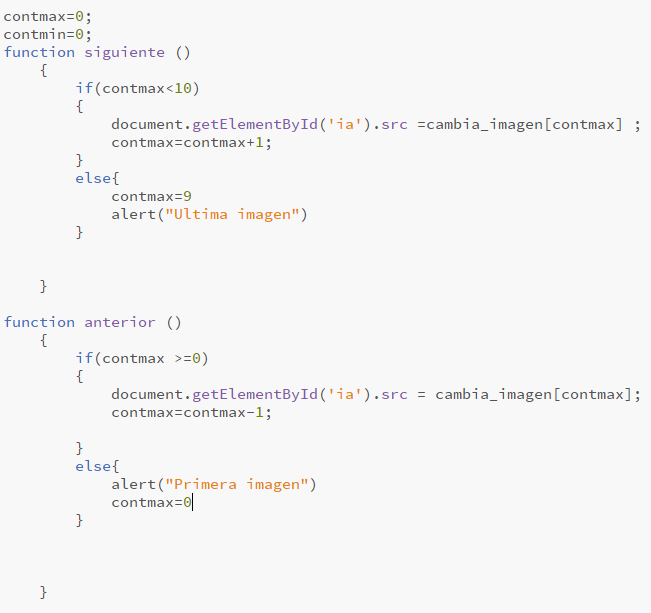 contmax=0;
contmin=0;
function siguiente ()
    {
        if(contmax<10)
        {
            document.getElementById('ia').src =cambia_imagen[contmax] ;
            contmax=contmax+1;
        }
        else{
            contmax=9
            alert("Ultima imagen")
        }
    }
function anterior ()
    {
        if(contmax >=0)
        {
            document.getElementById('ia').src = cambia_imagen[contmax];
            contmax=contmax-1;
        }
        else{
            alert("Primera imagen")
            contmax=0
        }
    }